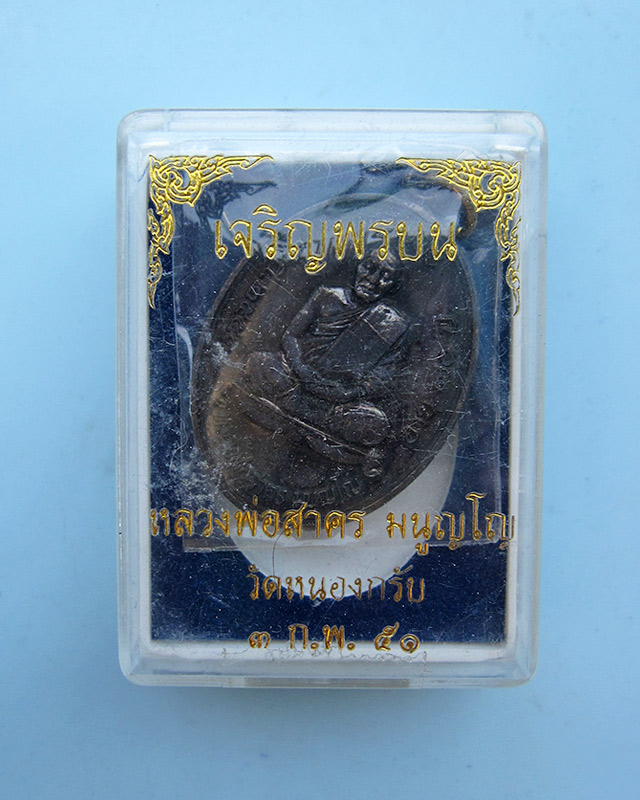 เจริญพรบน
หลวงพ่อสาคร มนูญโญ
วัดหนองกรับ
๓ ก.พ. ๕๑